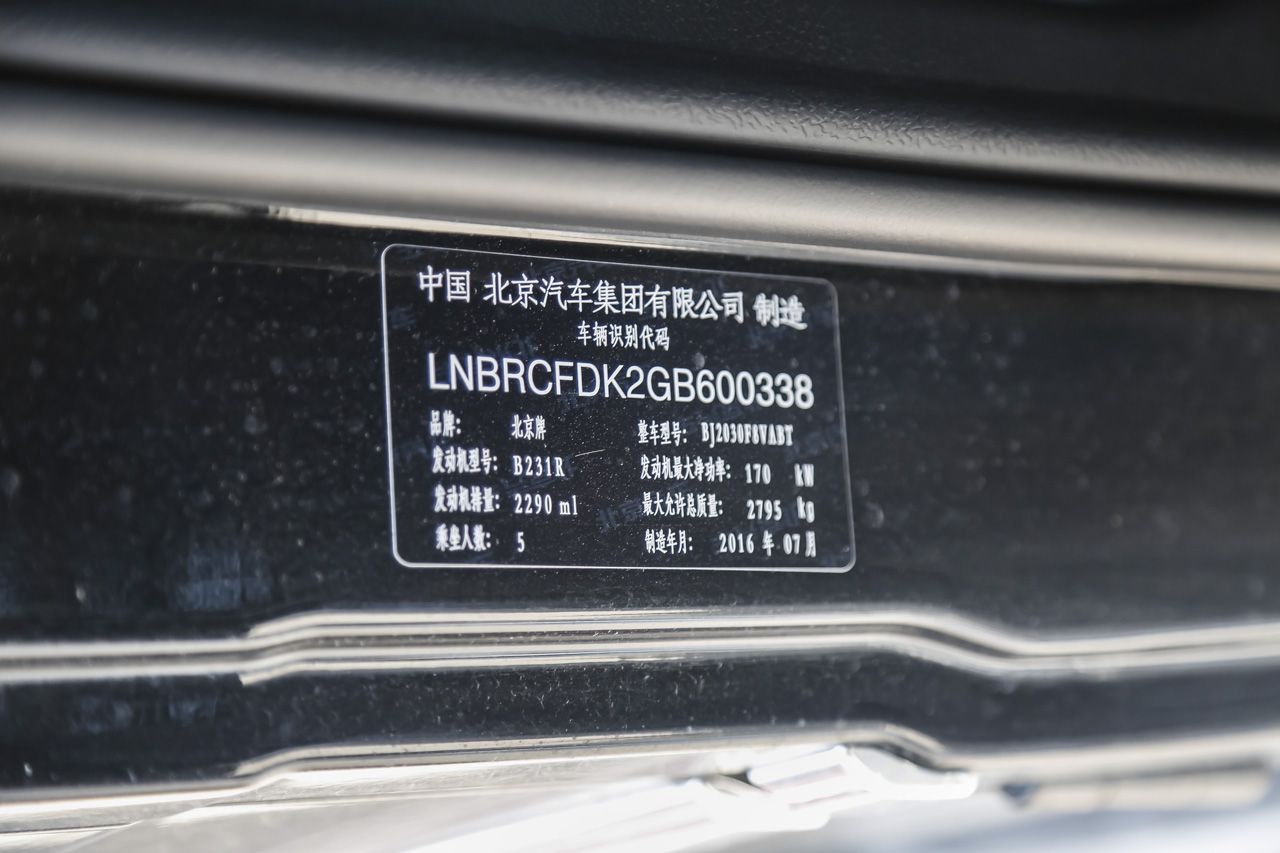 中国 北京汽车集团有限公司 制造
车辆识别代码
LNBRCFDK2GB600338
品牌: 北京牌 整车型号: BJ2030F8VABT
发动机型号: B231R 发动机最大净功率: 170 kW
发动机排量: 2290 ml 最大允许总质量: 2795 kg
乘坐人数: 5 制造年月: 2016 年 07 月